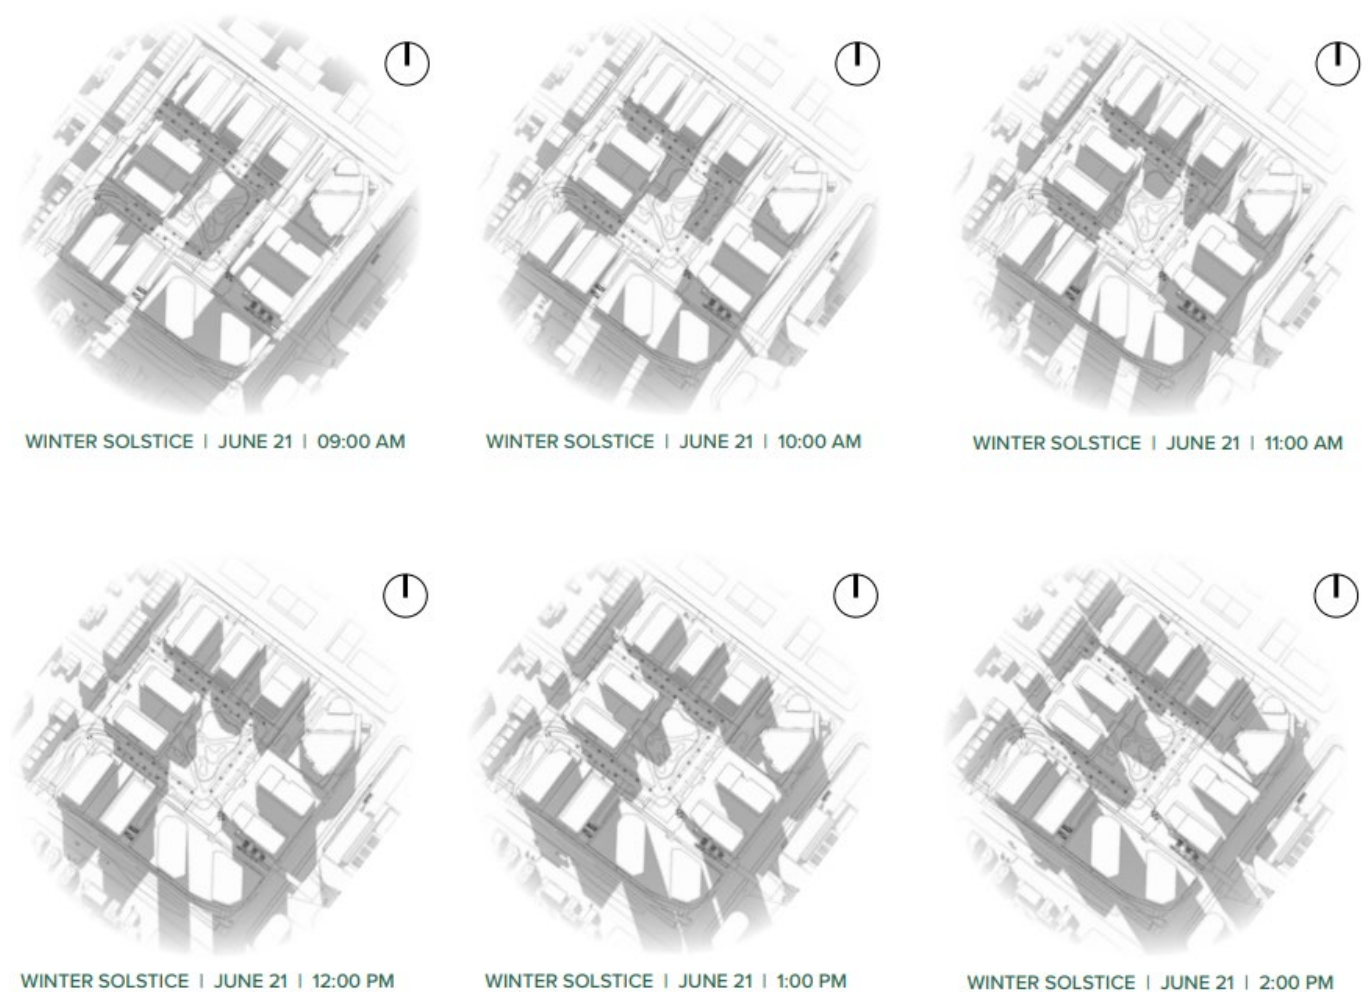 WINTER SOLSTICE | JUNE 21 | 09:00 AM
WINTER SOLSTICE | JUNE 21 | 10:00 AM
WINTER SOLSTICE | JUNE 21 | 11:00 AM
WINTER SOLSTICE | JUNE 21 | 12:00 PM
WINTER SOLSTICE | JUNE 21 | 1:00 PM
WINTER SOLSTICE | JUNE 21 | 2:00 PM